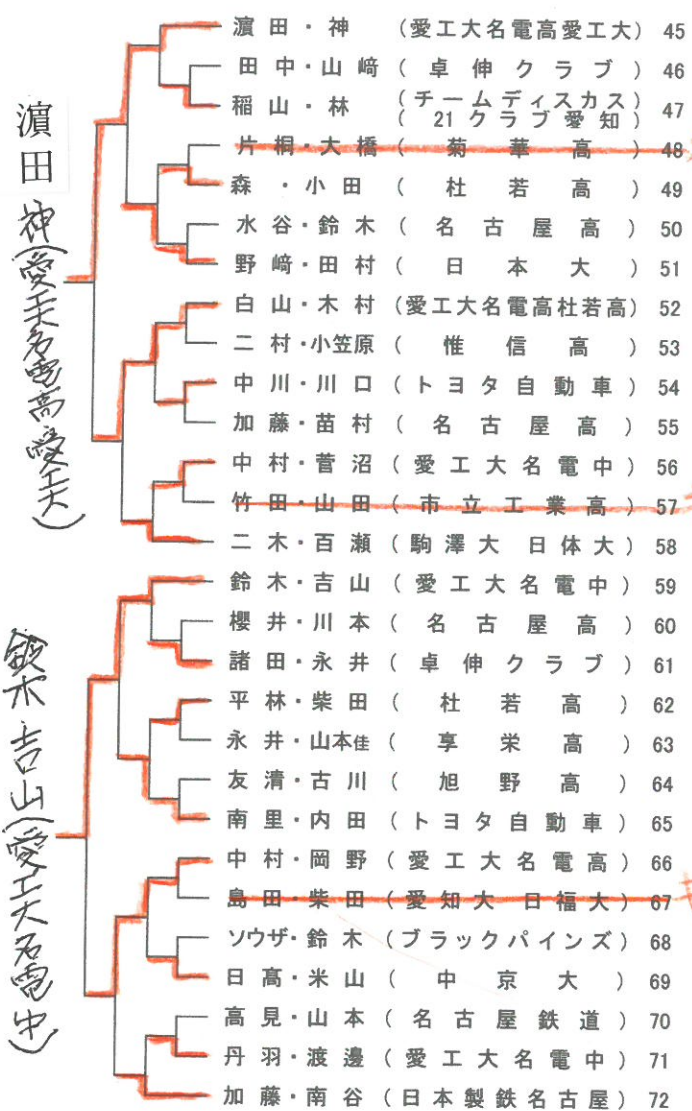 濵田・神 (愛工大名電高愛工大) 45
田中・山﨑 (卓伸クラブ) 46
稲山・林 (チームディスカス) (21クラブ愛知) 47
片桐・大橋 (菊華高) 48
森・小田 (杜若高) 49
水谷・鈴木 (名古屋高) 50
野﨑・田村 (日本大) 51
白山・木村 (愛工大名電高杜若高) 52
二村・小笠原 (惟信高) 53
中川・川口 (トヨタ自動車) 54
加藤・苗村 (名古屋高) 55
中村・菅沼 (愛工大名電中) 56
竹田・山田 (市立工業高) 57
二木・百瀬 (駒澤大 日体大) 58
鈴木・吉山 (愛工大名電中) 59
櫻井・川本 (名古屋高) 60
諸田・永井 (卓伸クラブ) 61
平林・柴田 (杜若高) 62
永井・山本佳 (享栄高) 63
友清・古川 (旭野高) 64
南里・内田 (トヨタ自動車) 65
中村・岡野 (愛工大名電高) 66
島田・柴田 (愛知大 日福大) 67
ソウザ・鈴木 (ブラックパインズ) 68
日髙・米山 (中京大) 69
高見・山本 (名古屋鉄道) 70
丹羽・渡邊 (愛工大名電中) 71
加藤・南谷 (日本製鉄名古屋) 72
濵田 神(愛工大名電高愛工大)
鈴木 吉山(愛工大名電中)